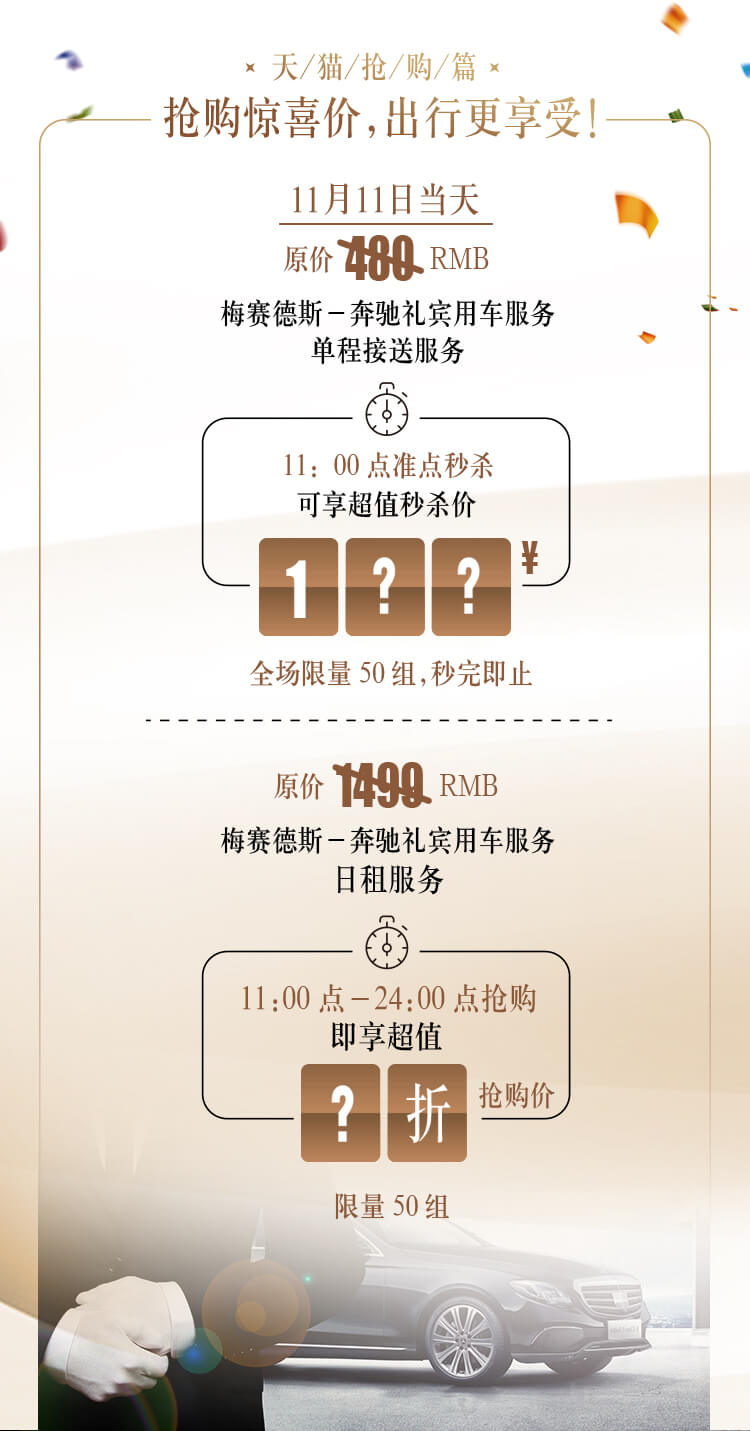 天/猫/抢/购/篇
抢购惊喜价,出行更享受!
11月11日当天
原价 480 RMB
梅赛德斯-奔驰礼宾用车服务
单程接送服务
11: 00 点准点秒杀
可享超值秒杀价
1 ? ? ¥
全场限量 50 组,秒完即止
原价 1499 RMB
梅赛德斯-奔驰礼宾用车服务
日租服务
11:00 点-24:00 点抢购
即享超值
? 折 抢购价
限量 50 组